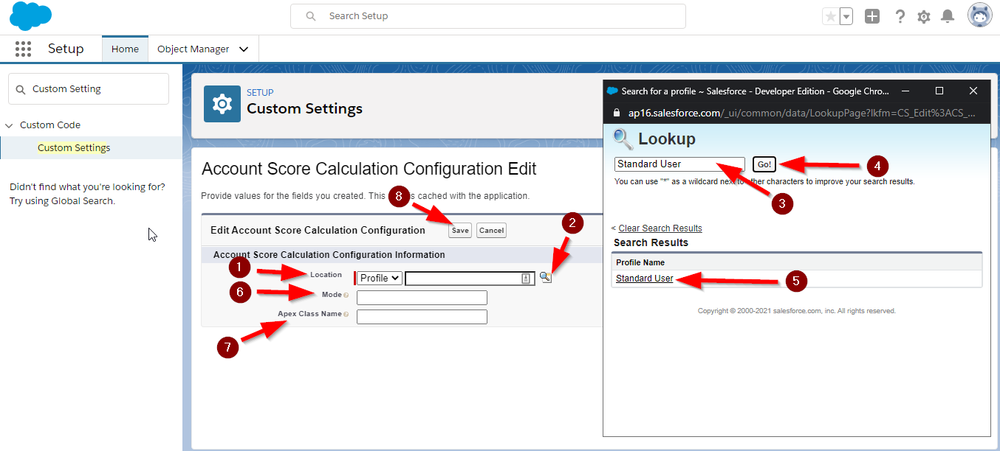 Search Setup
Setup
Home
Object Manager
Custom Setting
Custom Code
Custom Settings
Didn't find what you're looking for?
Try using Global Search.
SETUP
Custom Settings
Account Score Calculation Configuration Edit
Provide values for the fields you created. This s cached with the application.
8
Edit Account Score Calculation Configuration
Save
Cancel
2
Account Score Calculation Configuration Information
1
Location
Profile
6
Mode
Apex Class Name
7
Search for a profile ~ Salesforce - Developer Edition - Google Chro...
ap16.salesforce.com/_ui/common/data/LookupPage?lkfm=CS_Edit%3ACS_...
Lookup
Standard User
Go!
4
You can use "*" as a wildcard next to other characters to improve your search results.
3
< Clear Search Results
Search Results
Profile Name
Standard User
5
Copyright © 2000-2021 salesforce.com, inc. All rights reserved.